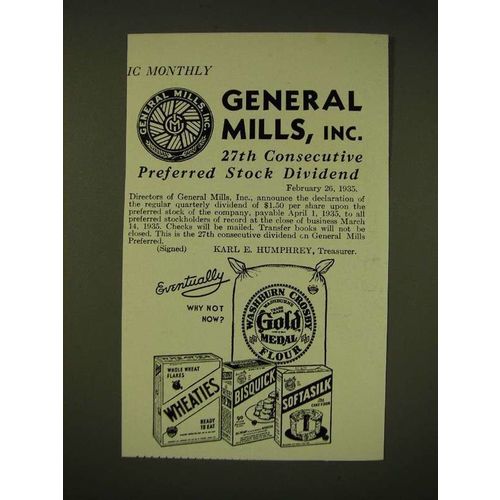 IC MONTHLY
GENERAL MILLS, INC.
GENERAL
MILLS, INC.
27th Consecutive
Preferred Stock Dividend
February 26, 1935.
Directors of General Mills, Inc., announce the declaration of
the regular quarterly dividend of $1.50 per share upon the
preferred stock of the company, payable April 1, 1935, to all
preferred stockholders of record at the close of business March
14, 1935. Checks will be mailed. Transfer books will not be
closed. This is the 27th consecutive dividend on General Mills
Preferred.
(Signed) KARL E. HUMPHREY, Treasurer.
Eventually
WHY NOT
NOW?
WASHBURN CROSBY
Gold
MEDAL
FLOUR
WHOLE WHEAT
FLAKES
WHEATIES
READY
TO EAT
BISQUICK
SOFTASILK